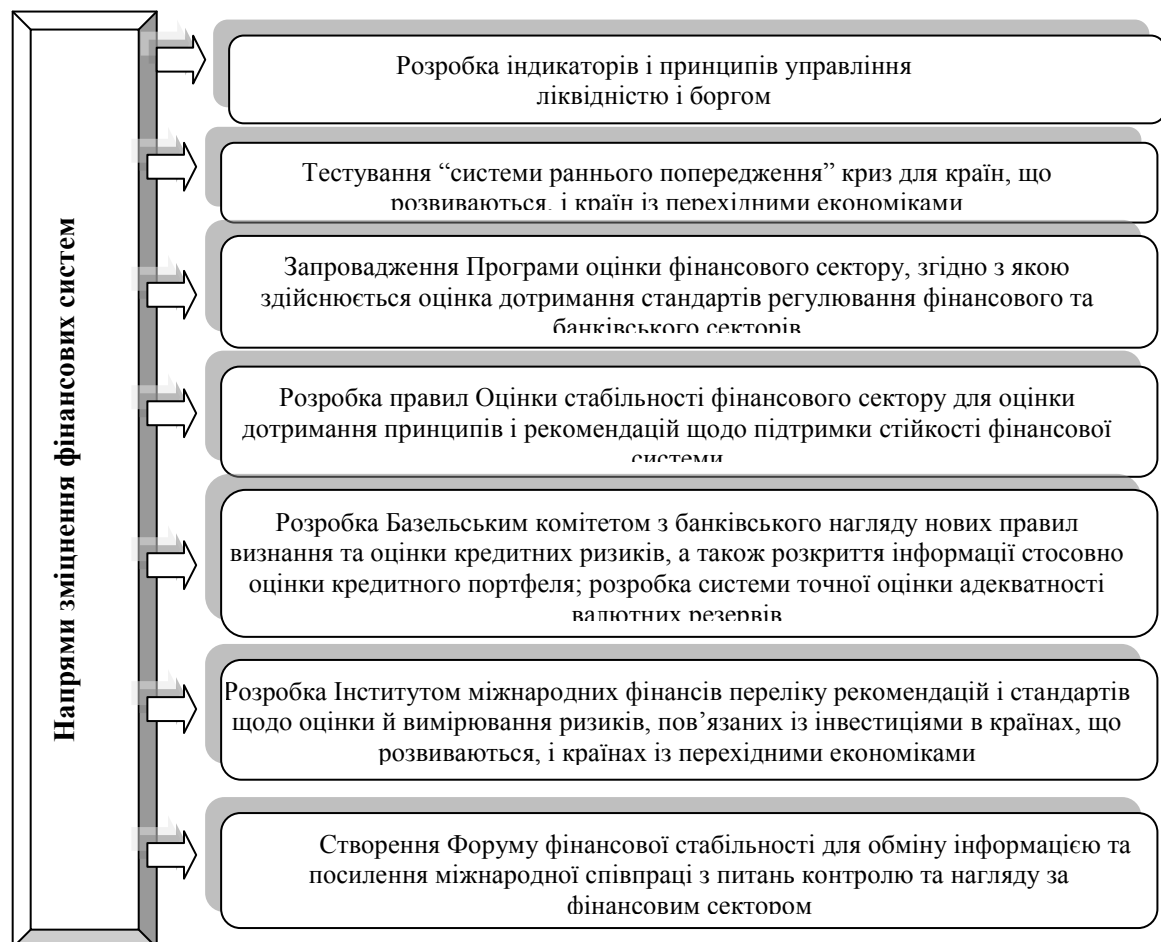 Напрями зміцнення фінансових систем
Розробка індикаторів і принципів управління
ліквідністю і боргом
Тестування “системи раннього попередження” криз для країн, що
розвиваються, і країн із перехідними економіками
Запровадження Програми оцінки фінансового сектору, згідно з якою
здійснюється оцінка дотримання стандартів регулювання фінансового та
банківського секторів
Розробка правил Оцінки стабільності фінансового сектору для оцінки
дотримання принципів і рекомендацій щодо підтримки стійкості фінансової
системи
Розробка Базельським комітетом з банківського нагляду нових правил
визнання та оцінки кредитних ризиків, а також розкриття інформації стосовно
оцінки кредитного портфеля; розробка системи точної оцінки адекватності
валютних резервів
Розробка Інститутом міжнародних фінансів переліку рекомендацій і стандартів
щодо оцінки й вимірювання ризиків, пов’язаних із інвестиціями в країнах, що
розвиваються, і країнах із перехідними економіками
Створення Форуму фінансової стабільності для обміну інформацією та
посилення міжнародної співпраці з питань контролю та нагляду за
фінансовим сектором